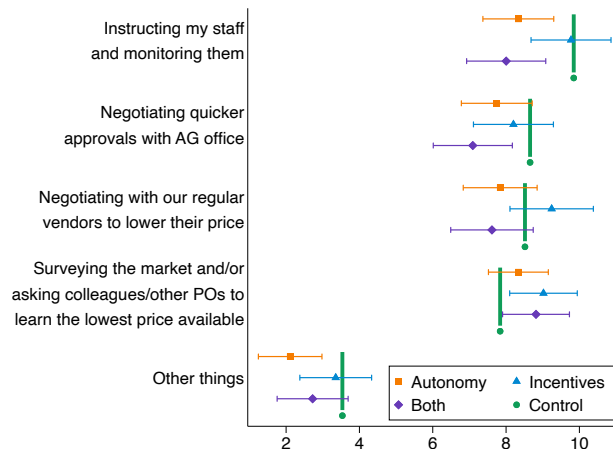 Instructing my staff
and monitoring them
Negotiating quicker
approvals with AG office
Negotiating with our regular
vendors to lower their price
Surveying the market and/or
asking colleagues/other POs to
learn the lowest price available
Other things
Autonomy Incentives
Both Control
2 4 6 8 10